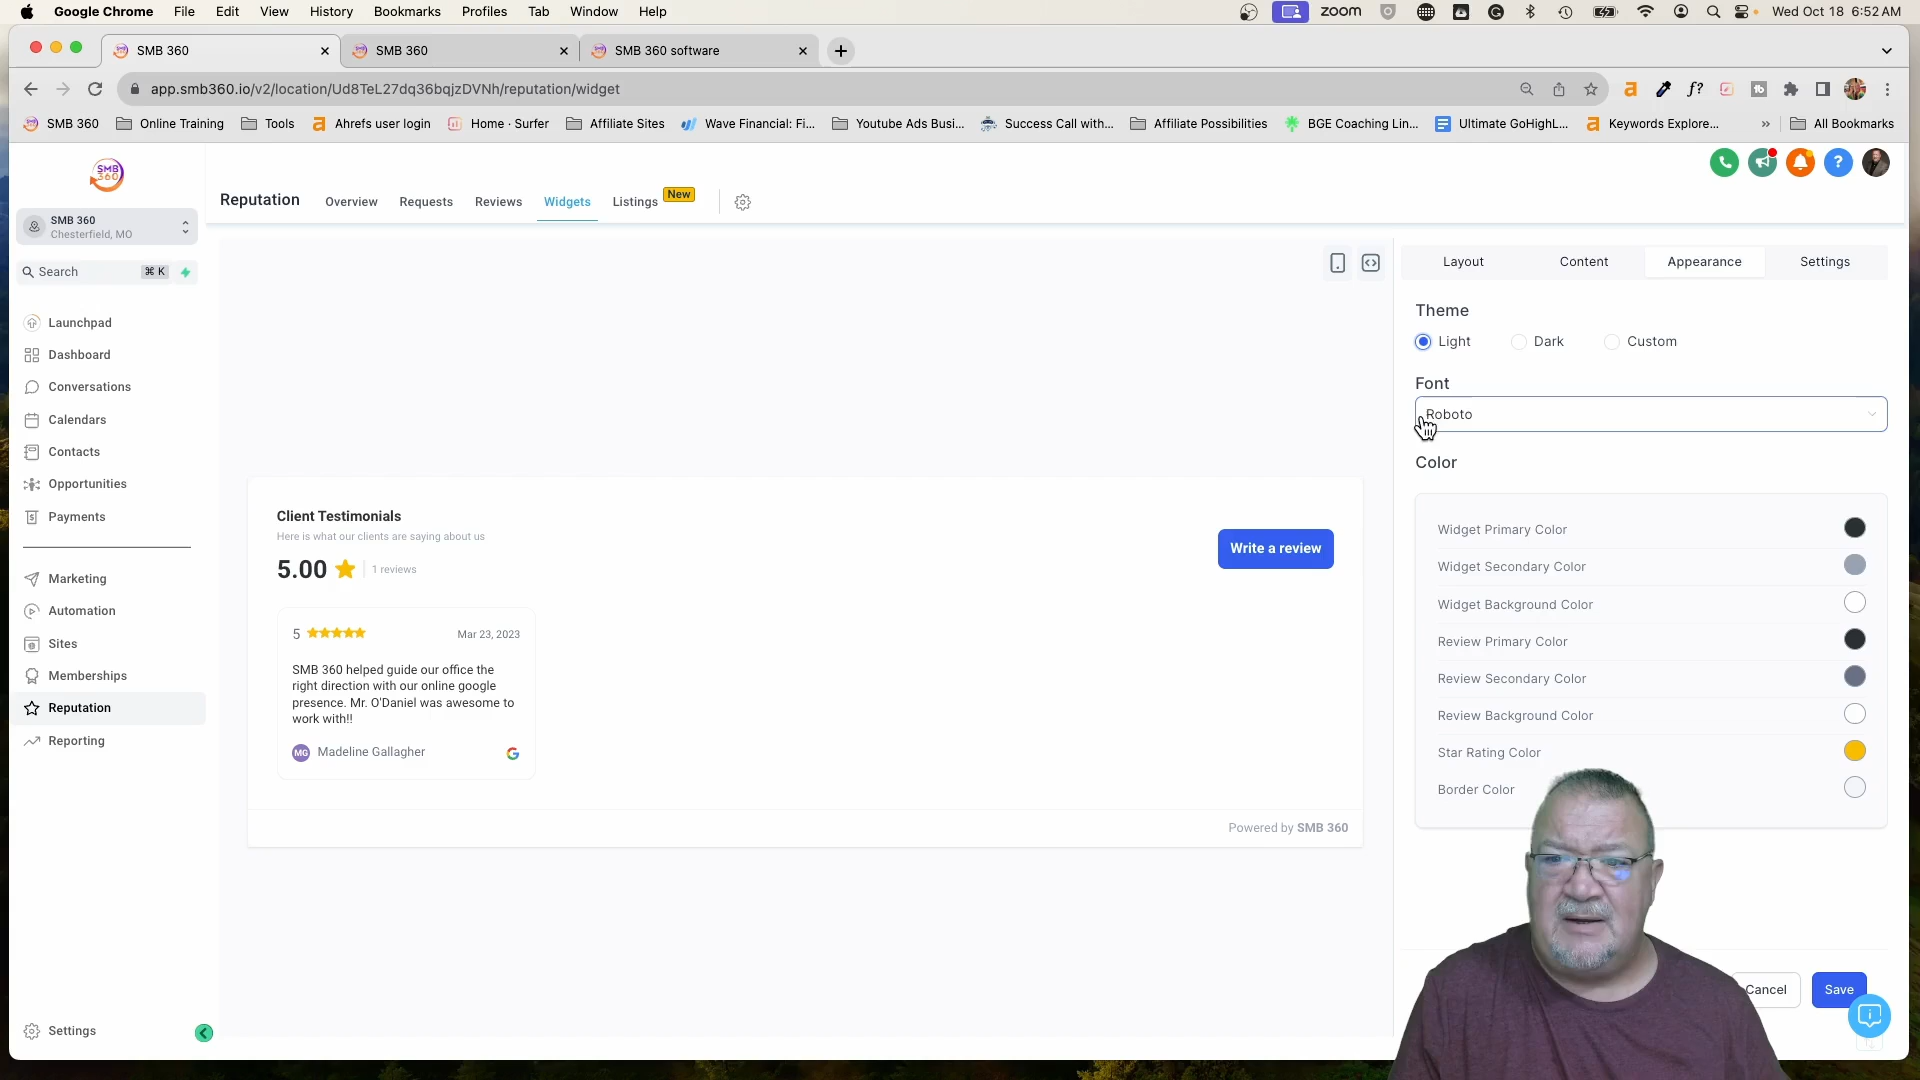 Google Chrome File Edit View History Bookmarks Profiles Tab Window Help
zoom Wed Oct 18 6:52 AM
SMB 360
SMB 360
SMB 360 software
app.smb360.io/v2/location/Ud8TeL27dq36bqjzDVNh/reputation/widget
SMB 360 Online Training Tools Ahrefs user login Home · Surfer Affiliate Sites Wave Financial: Fi... Youtube Ads Busi... Success Call with... Affiliate Possibilities BGE Coaching Lin... Ultimate GoHighL... Keywords Explore... » All Bookmarks
SMB
360
SMB 360
Chesterfield, MO
Search ⌘ K
Launchpad
Dashboard
Conversations
Calendars
Contacts
Opportunities
Payments
Marketing
Automation
Sites
Memberships
Reputation
Reporting
Settings
Reputation Overview Requests Reviews Widgets Listings New
Client Testimonials
Here is what our clients are saying about us
5.00 1 reviews
Write a review
5 Mar 23, 2023
SMB 360 helped guide our office the
right direction with our online google
presence. Mr. O'Daniel was awesome to
work with!!
MG Madeline Gallagher
Powered by SMB 360
Layout Content Appearance Settings
Theme
Light Dark Custom
Font
Roboto
Color
Widget Primary Color
Widget Secondary Color
Widget Background Color
Review Primary Color
Review Secondary Color
Review Background Color
Star Rating Color
Border Color
Cancel Save